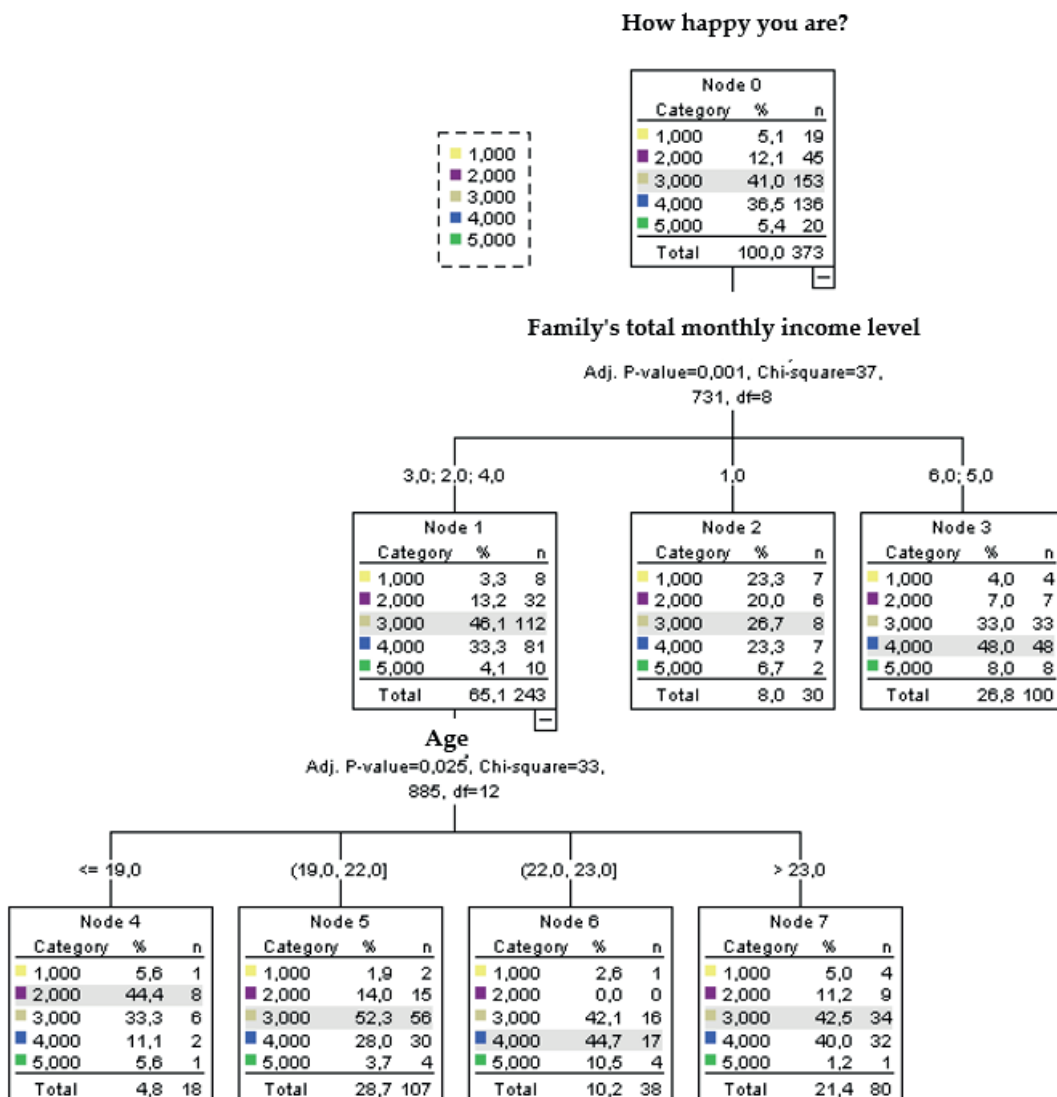 How happy you are?
Node 0
Category % n
1,000 5,1 19
2,000 12,1 45
3,000 41,0 153
4,000 36,5 136
5,000 5,4 20
Total 100,0 373
1,000
2,000
3,000
4,000
5,000
Family's total monthly income level
Adj. P-value=0,001, Chi-square=37,
731, df=8
3,0; 2,0; 4,0
1,0
6,0; 5,0
Node 1
Category % n
1,000 3,3 8
2,000 13,2 32
3,000 46,1 112
4,000 33,3 81
5,000 4,1 10
Total 65,1 243
Node 2
Category % n
1,000 23,3 7
2,000 20,0 6
3,000 26,7 8
4,000 23,3 7
5,000 6,7 2
Total 8,0 30
Node 3
Category % n
1,000 4,0 4
2,000 7,0 7
3,000 33,0 33
4,000 48,0 48
5,000 8,0 8
Total 26,8 100
Age
Adj. P-value=0,025, Chi-square=33,
885, df=12
<= 19,0
(19,0, 22,0]
(22,0, 23,0]
> 23,0
Node 4
Category % n
1,000 5,6 1
2,000 44,4 8
3,000 33,3 6
4,000 11,1 2
5,000 5,6 1
Total 4,8 18
Node 5
Category % n
1,000 1,9 2
2,000 14,0 15
3,000 52,3 56
4,000 28,0 30
5,000 3,7 4
Total 28,7 107
Node 6
Category % n
1,000 2,6 1
2,000 0,0 0
3,000 42,1 16
4,000 44,7 17
5,000 10,5 4
Total 10,2 38
Node 7
Category % n
1,000 5,0 4
2,000 11,2 9
3,000 42,5 34
4,000 40,0 32
5,000 1,2 1
Total 21,4 80